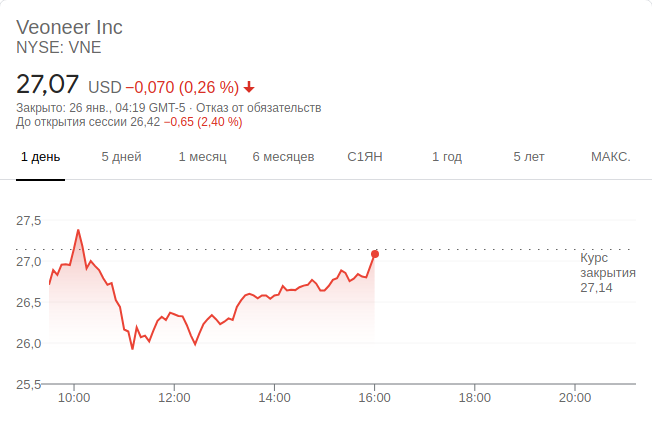 Veoneer Inc
NYSE: VNE
27,07 USD −0,070 (0,26 %)
Закрыто: 26 янв., 04:19 GMT-5 · Отказ от обязательств
До открытия сессии 26,42 −0,65 (2,40 %)
1 день 5 дней 1 месяц 6 месяцев С1ЯН 1 год 5 лет МАКС.
27,5
27,0
26,5
26,0
25,5
Курс
закрытия
27,14
10:00 12:00 14:00 16:00 18:00 20:00